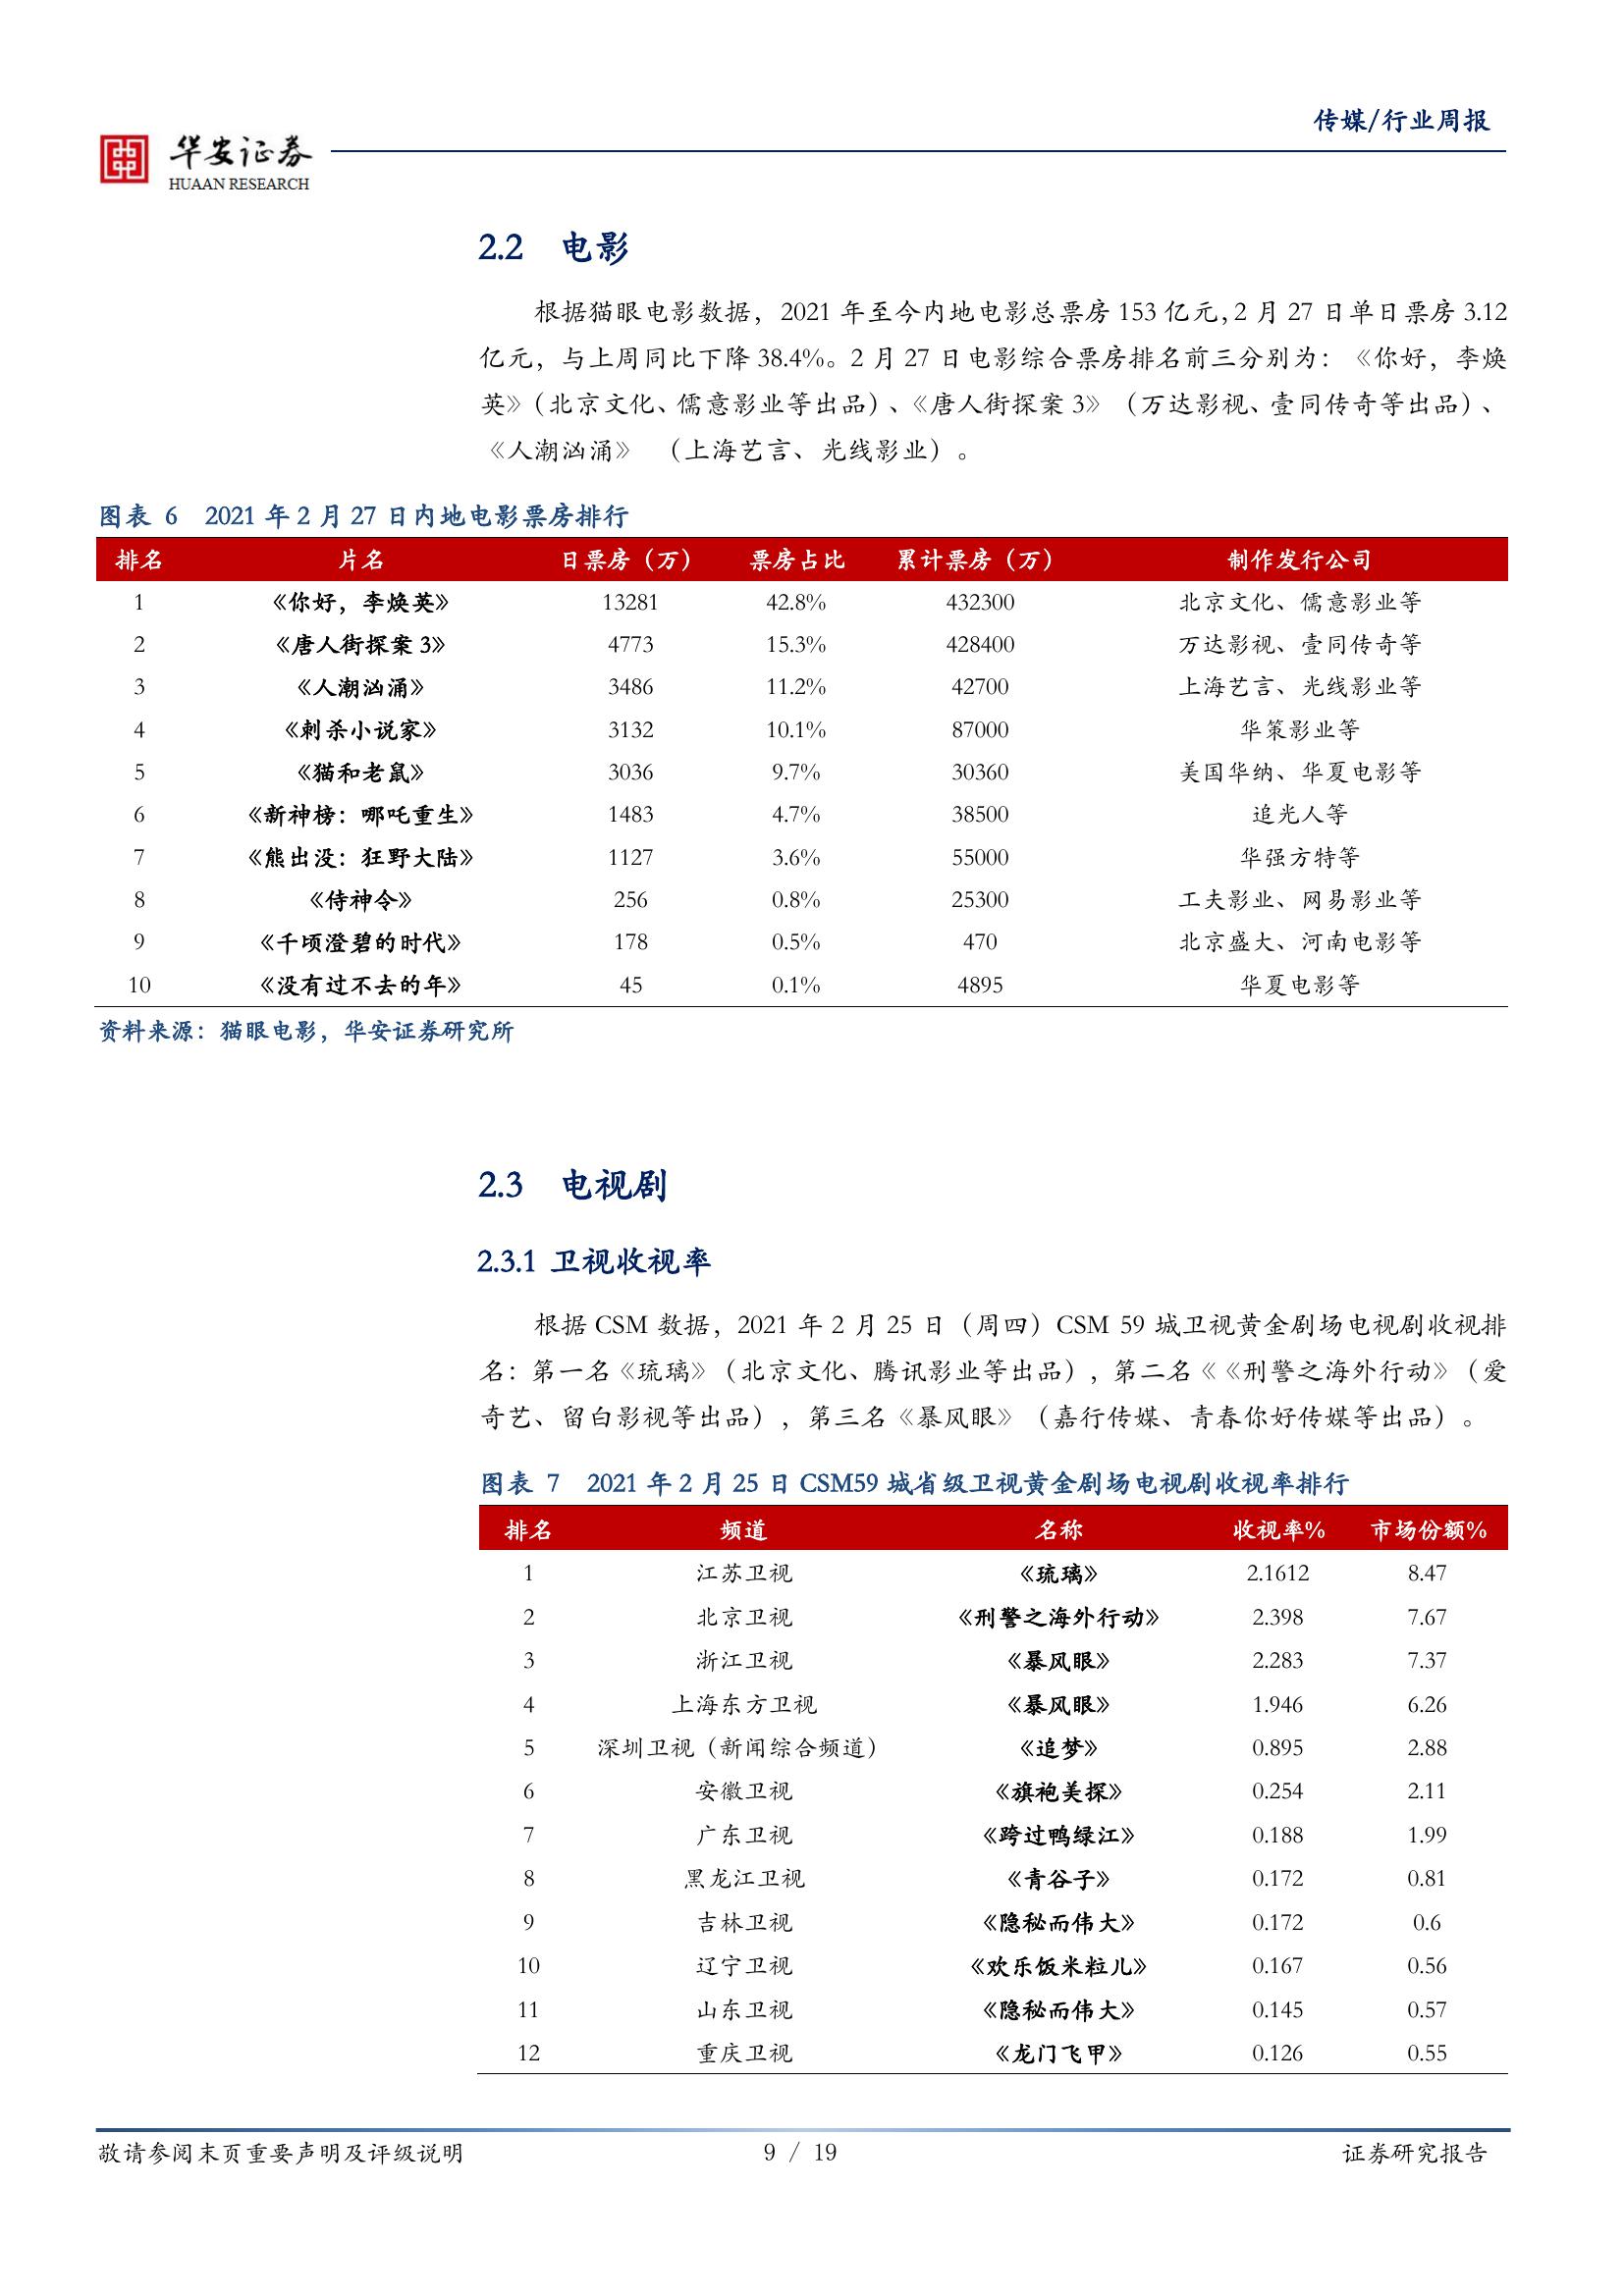 传媒/行业周报
华安证券
HUAAN RESEARCH
2.2 电影
根据猫眼电影数据，2021 年至今内地电影总票房 153 亿元，2 月 27 日单日票房 3.12
亿元，与上周同比下降 38.4%。2 月 27 日电影综合票房排名前三分别为：《你好，李焕
英》（北京文化、儒意影业等出品）、《唐人街探案 3》（万达影视、壹同传奇等出品）、
《人潮汹涌》（上海艺言、光线影业）。
图表 6 2021 年 2 月 27 日内地电影票房排行
排名 片名 日票房（万） 票房占比 累计票房（万） 制作发行公司
1 《你好，李焕英》 13281 42.8% 432300 北京文化、儒意影业等
2 《唐人街探案 3》 4773 15.3% 428400 万达影视、壹同传奇等
3 《人潮汹涌》 3486 11.2% 42700 上海艺言、光线影业等
4 《刺杀小说家》 3132 10.1% 87000 华策影业等
5 《猫和老鼠》 3036 9.7% 30360 美国华纳、华夏电影等
6 《新神榜：哪吒重生》 1483 4.7% 38500 追光人等
7 《熊出没：狂野大陆》 1127 3.6% 55000 华强方特等
8 《侍神令》 256 0.8% 25300 工夫影业、网易影业等
9 《千顷澄碧的时代》 178 0.5% 470 北京盛大、河南电影等
10 《没有过不去的年》 45 0.1% 4895 华夏电影等
资料来源：猫眼电影，华安证券研究所
2.3 电视剧
2.3.1 卫视收视率
根据 CSM 数据，2021 年 2 月 25 日（周四）CSM 59 城卫视黄金剧场电视剧收视排
名：第一名《琉璃》（北京文化、腾讯影业等出品），第二名《《刑警之海外行动》（爱
奇艺、留白影视等出品），第三名《暴风眼》（嘉行传媒、青春你好传媒等出品）。
图表 7 2021 年 2 月 25 日 CSM59 城省级卫视黄金剧场电视剧收视率排行
排名 频道 名称 收视率% 市场份额%
1 江苏卫视 《琉璃》 2.1612 8.47
2 北京卫视 《刑警之海外行动》 2.398 7.67
3 浙江卫视 《暴风眼》 2.283 7.37
4 上海东方卫视 《暴风眼》 1.946 6.26
5 深圳卫视（新闻综合频道） 《追梦》 0.895 2.88
6 安徽卫视 《旗袍美探》 0.254 2.11
7 广东卫视 《跨过鸭绿江》 0.188 1.99
8 黑龙江卫视 《青谷子》 0.172 0.81
9 吉林卫视 《隐秘而伟大》 0.172 0.6
10 辽宁卫视 《欢乐饭米粒儿》 0.167 0.56
11 山东卫视 《隐秘而伟大》 0.145 0.57
12 重庆卫视 《龙门飞甲》 0.126 0.55
敬请参阅末页重要声明及评级说明 9 / 19 证券研究报告